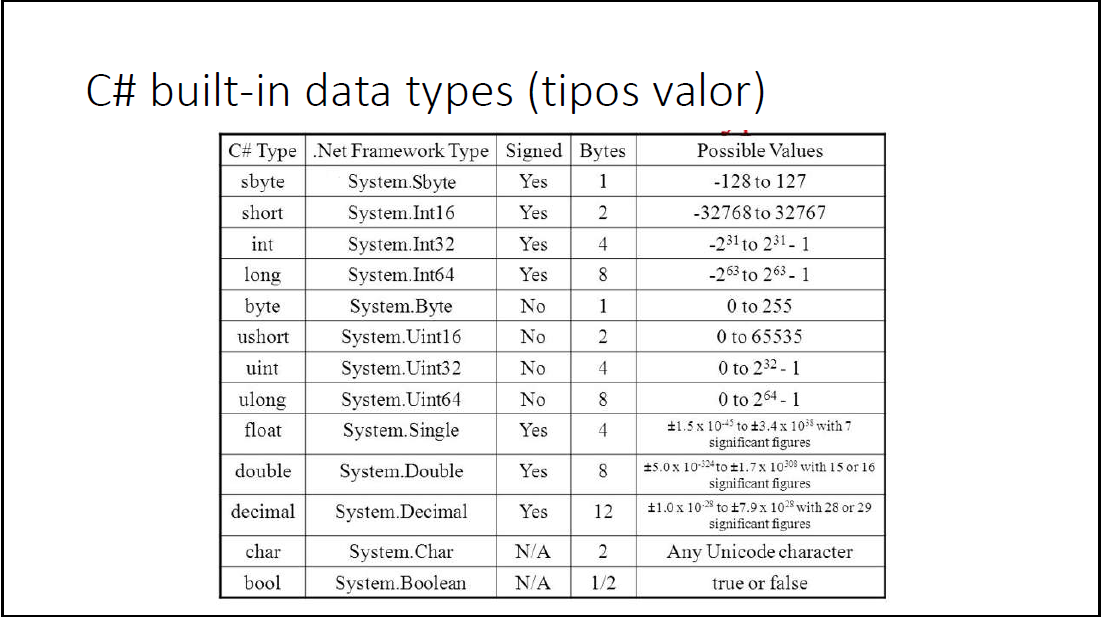 C# built-in data types (tipos valor)
C# Type .Net Framework Type Signed Bytes Possible Values
sbyte System.Sbyte Yes 1 -128 to 127
short System.Int16 Yes 2 -32768 to 32767
int System.Int32 Yes 4 -2³¹ to 2³¹ - 1
long System.Int64 Yes 8 -2⁶³ to 2⁶³ - 1
byte System.Byte No 1 0 to 255
ushort System.Uint16 No 2 0 to 65535
uint System.Uint32 No 4 0 to 2³² - 1
ulong System.Uint64 No 8 0 to 2⁶⁴ - 1
float System.Single Yes 4 ±1.5 x 10⁻⁴⁵ to ±3.4 x 10³⁸ with 7
significant figures
double System.Double Yes 8 ±5.0 x 10⁻³²⁴ to ±1.7 x 10³⁰⁸ with 15 or 16
significant figures
decimal System.Decimal Yes 12 ±1.0 x 10⁻²⁸ to ±7.9 x 10²⁸ with 28 or 29
significant figures
char System.Char N/A 2 Any Unicode character
bool System.Boolean N/A 1/2 true or false